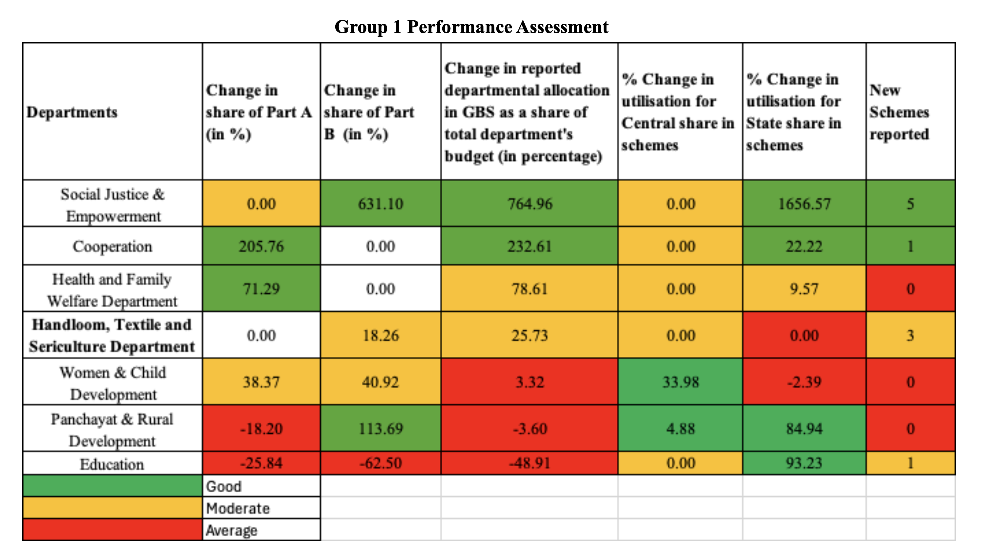 Group 1 Performance Assessment
Departments
Change in
share of Part A
(in %)
Change in
share of Part
B (in %)
Change in reported
departmental allocation
in GBS as a share of
total department's
budget (in percentage)
% Change in
utilisation for
Central share in
schemes
% Change in
utilisation for
State share in
schemes
New
Schemes
reported
Social Justice &
Empowerment
0.00
631.10
764.96
0.00
1656.57
5
Cooperation
205.76
0.00
232.61
0.00
22.22
1
Health and Family
Welfare Department
71.29
0.00
78.61
0.00
9.57
0
Handloom, Textile and
Sericulture Department
0.00
18.26
25.73
0.00
0.00
3
Women & Child
Development
38.37
40.92
3.32
33.98
-2.39
0
Panchayat & Rural
Development
-18.20
113.69
-3.60
4.88
84.94
0
Education
-25.84
-62.50
-48.91
0.00
93.23
1
Good
Moderate
Average